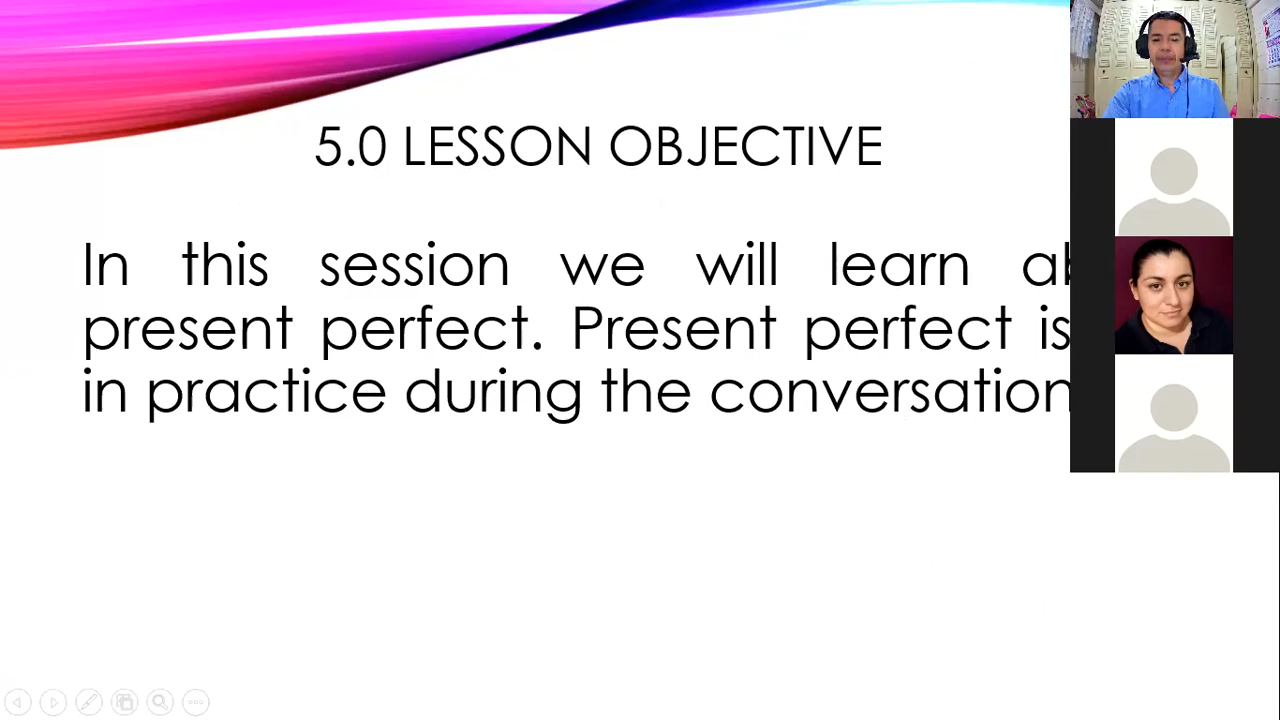 5.0 LESSON OBJECTIVE
In this session we will learn
present perfect. Present perfect is
in practice during the conversation